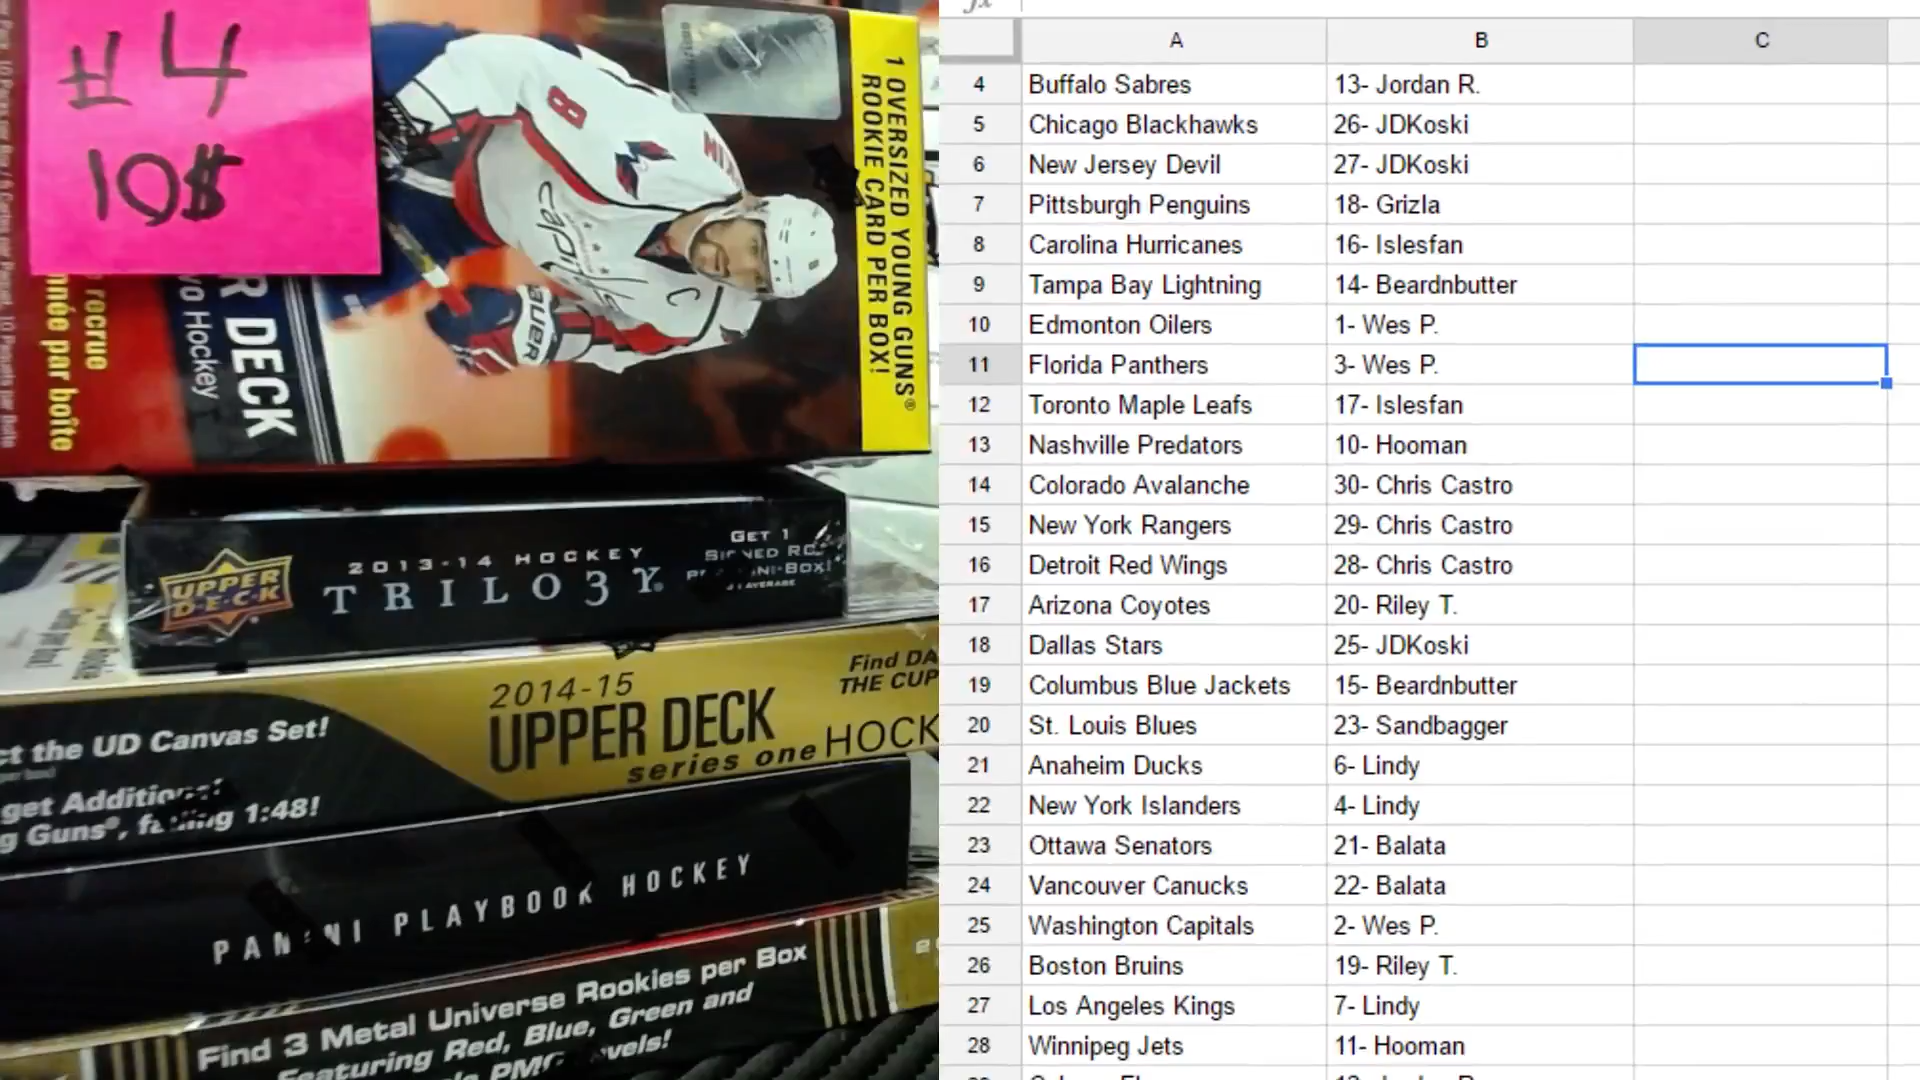 #4
10$
1 OVERSIZED YOUNG GUNS®
ROOKIE CARD PER BOX!
recrue
née par boîte
R DECK
Hockey
8
capitals
C
BAUER
UPPER
D·E·C·K
2013-14 HOCKEY
TRILO3Y
GET 1
2014-15
UPPER DECK
series one HOCK
Find DA
THE CUP
ct the UD Canvas Set!
get Additional
g Guns®, falling 1:48!
PANINI PLAYBOOK HOCKEY
Find 3 Metal Universe Rookies per Box
Featuring Red, Blue, Green and
PMG
fx
A B C
4 Buffalo Sabres 13- Jordan R.
5 Chicago Blackhawks 26- JDKoski
6 New Jersey Devil 27- JDKoski
7 Pittsburgh Penguins 18- Grizla
8 Carolina Hurricanes 16- Islesfan
9 Tampa Bay Lightning 14- Beardnbutter
10 Edmonton Oilers 1- Wes P.
11 Florida Panthers 3- Wes P.
12 Toronto Maple Leafs 17- Islesfan
13 Nashville Predators 10- Hooman
14 Colorado Avalanche 30- Chris Castro
15 New York Rangers 29- Chris Castro
16 Detroit Red Wings 28- Chris Castro
17 Arizona Coyotes 20- Riley T.
18 Dallas Stars 25- JDKoski
19 Columbus Blue Jackets 15- Beardnbutter
20 St. Louis Blues 23- Sandbagger
21 Anaheim Ducks 6- Lindy
22 New York Islanders 4- Lindy
23 Ottawa Senators 21- Balata
24 Vancouver Canucks 22- Balata
25 Washington Capitals 2- Wes P.
26 Boston Bruins 19- Riley T.
27 Los Angeles Kings 7- Lindy
28 Winnipeg Jets 11- Hooman